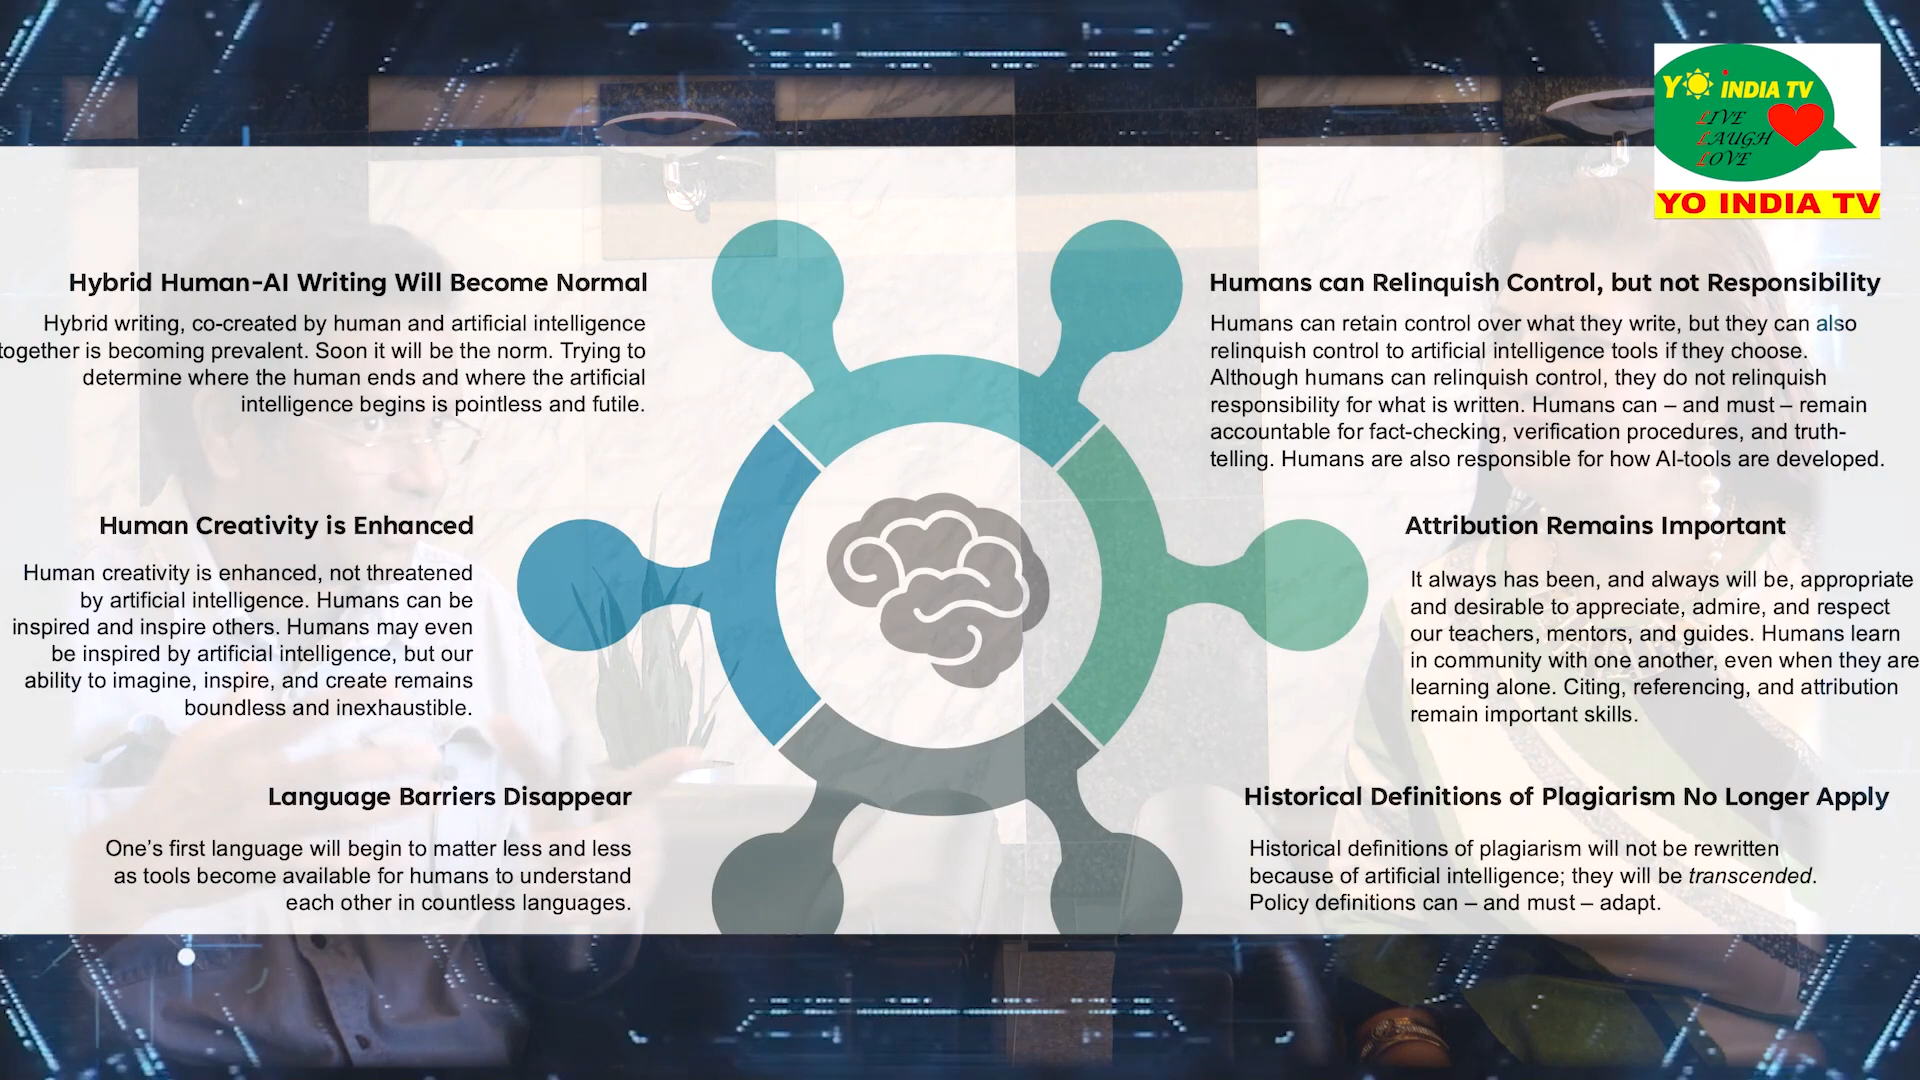 YO INDIA TV
LIVE
LAUGH
LOVE
YO INDIA TV
Hybrid Human-AI Writing Will Become Normal
Hybrid writing, co-created by human and artificial intelligence
together is becoming prevalent. Soon it will be the norm. Trying to
determine where the human ends and where the artificial
intelligence begins is pointless and futile.
Humans can Relinquish Control, but not Responsibility
Humans can retain control over what they write, but they can also
relinquish control to artificial intelligence tools if they choose.
Although humans can relinquish control, they do not relinquish
responsibility for what is written. Humans can – and must – remain
accountable for fact-checking, verification procedures, and truth-
telling. Humans are also responsible for how AI-tools are developed.
Human Creativity is Enhanced
Human creativity is enhanced, not threatened
by artificial intelligence. Humans can be
inspired and inspire others. Humans may even
be inspired by artificial intelligence, but our
ability to imagine, inspire, and create remains
boundless and inexhaustible.
Attribution Remains Important
It always has been, and always will be, appropriate
and desirable to appreciate, admire, and respect
our teachers, mentors, and guides. Humans learn
in community with one another, even when they are
learning alone. Citing, referencing, and attribution
remain important skills.
Language Barriers Disappear
One’s first language will begin to matter less and less
as tools become available for humans to understand
each other in countless languages.
Historical Definitions of Plagiarism No Longer Apply
Historical definitions of plagiarism will not be rewritten
because of artificial intelligence; they will be transcended.
Policy definitions can – and must – adapt.